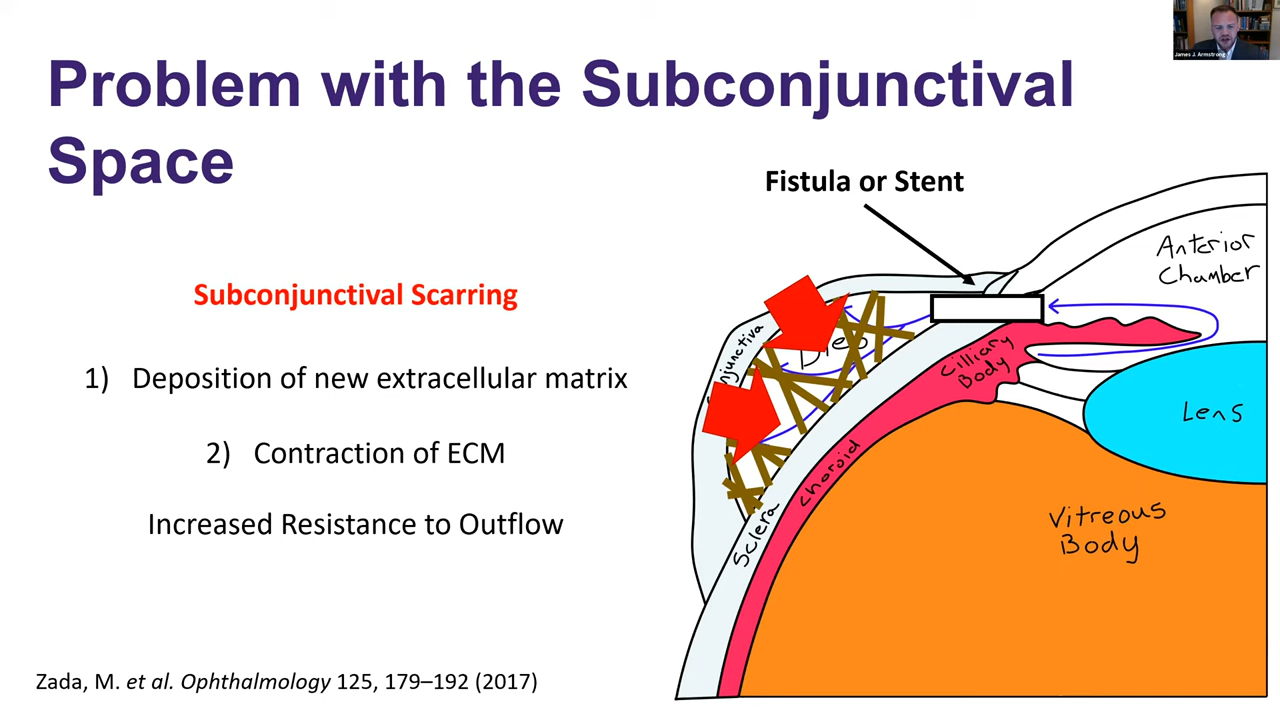 James J. Armstrong
Problem with the Subconjunctival
Space
Fistula or Stent
Anterior
Chamber
Subconjunctival Scarring
1) Deposition of new extracellular matrix
2) Contraction of ECM
Increased Resistance to Outflow
Cilliary
Body
Lens
choroid
Sclera
Vitreous
Body
Zada, M. et al. Ophthalmology 125, 179–192 (2017)